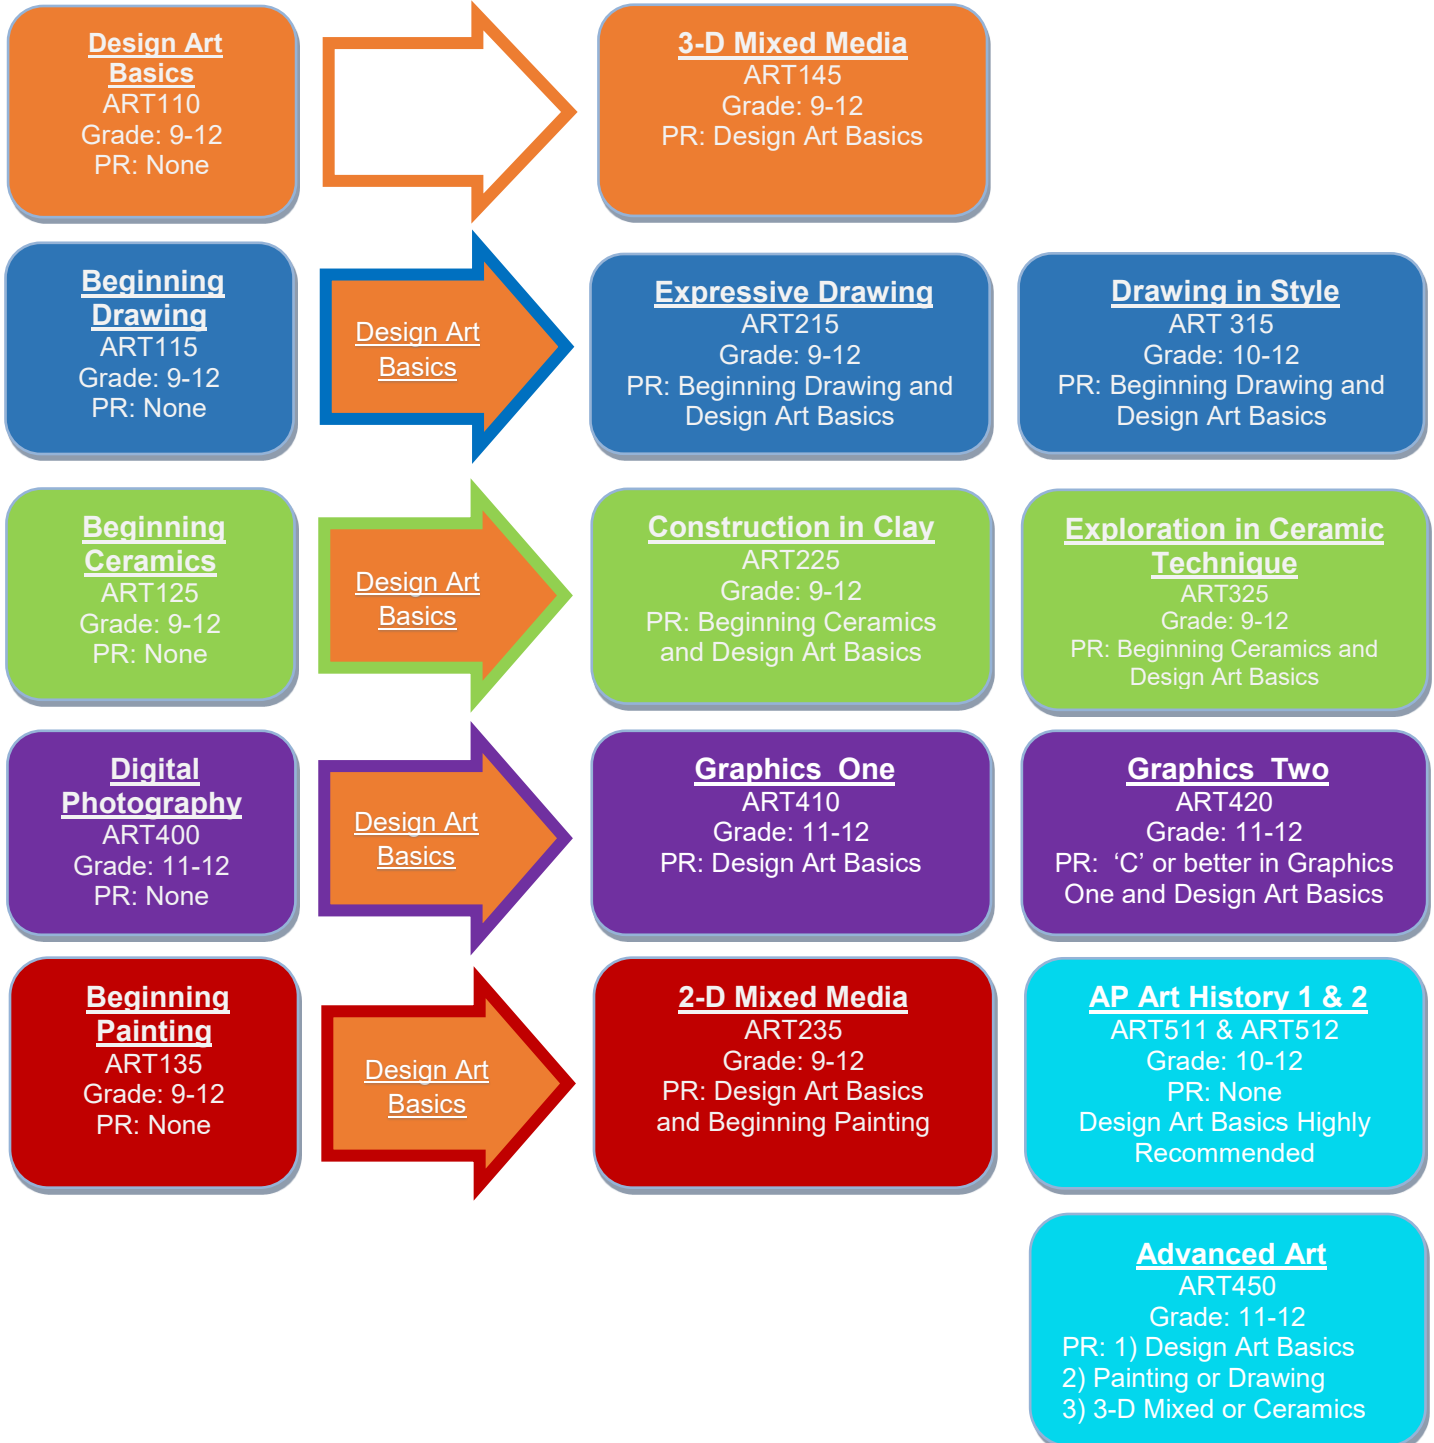 Design Art
Basics
ART110
Grade: 9-12
PR: None
3-D Mixed Media
ART145
Grade: 9-12
PR: Design Art Basics
Beginning
Drawing
ART115
Grade: 9-12
PR: None
Design Art
Basics
Expressive Drawing
ART215
Grade: 9-12
PR: Beginning Drawing and
Design Art Basics
Drawing in Style
ART 315
Grade: 10-12
PR: Beginning Drawing and
Design Art Basics
Beginning
Ceramics
ART125
Grade: 9-12
PR: None
Design Art
Basics
Construction in Clay
ART225
Grade: 9-12
PR: Beginning Ceramics
and Design Art Basics
Exploration in Ceramic
Technique
ART325
Grade: 9-12
PR: Beginning Ceramics and
Design Art Basics
Digital
Photography
ART400
Grade: 11-12
PR: None
Design Art
Basics
Graphics  One
ART410
Grade: 11-12
PR: Design Art Basics
Graphics  Two
ART420
Grade: 11-12
PR:  ‘C’ or better in Graphics
One and Design Art Basics
Beginning
Painting
ART135
Grade: 9-12
PR: None
Design Art
Basics
2-D Mixed Media
ART235
Grade: 9-12
PR: Design Art Basics
and Beginning Painting
AP Art History 1 & 2
ART511 & ART512
Grade: 10-12
PR: None
Design Art Basics Highly
Recommended
Advanced Art
ART450
Grade: 11-12
PR: 1) Design Art Basics
2) Painting or Drawing
3) 3-D Mixed or Ceramics